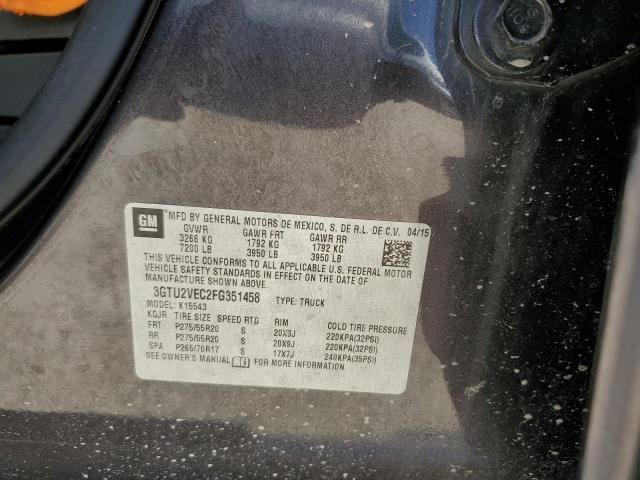 GM
MFD BY GENERAL MOTORS DE MEXICO, S. DE R.L. DE C.V. 04/15
GVWR GAWR FRT GAWR RR
3266 KG 1792 KG 1792 KG
7200 LB 3950 LB 3950 LB
THIS VEHICLE CONFORMS TO ALL APPLICABLE U.S. FEDERAL MOTOR
VEHICLE SAFETY STANDARDS IN EFFECT ON THE DATE OF
MANUFACTURE SHOWN ABOVE.
3GTU2VEC2FG351458 TYPE: TRUCK
MODEL: K15543
KGJR TIRE SIZE SPEED RTG RIM COLD TIRE PRESSURE
FRT P275/55R20 S 20X9J 220KPA(32PSI)
RR P275/55R20 S 20X9J 220KPA(32PSI)
SPA P265/70R17 S 17X7J 240KPA(35PSI)
SEE OWNER'S MANUAL FOR MORE INFORMATION.